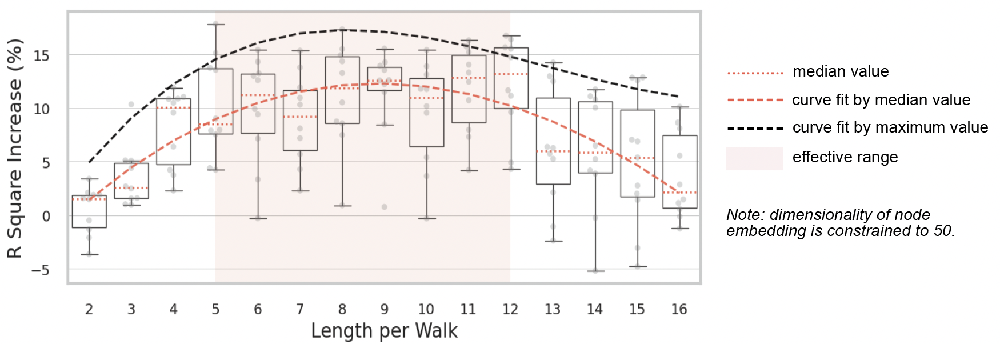 R Square Increase (%)
15
10
5
0
−5
2 3 4 5 6 7 8 9 10 11 12 13 14 15 16
Length per Walk
median value
curve fit by median value
curve fit by maximum value
effective range
Note: dimensionality of node
embedding is constrained to 50.